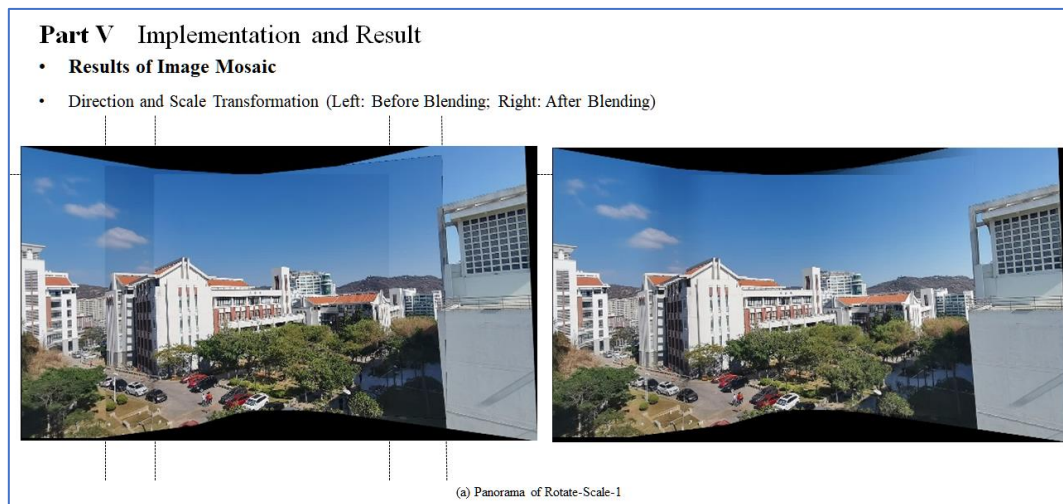 Part V Implementation and Result
• Results of Image Mosaic
• Direction and Scale Transformation (Left: Before Blending; Right: After Blending)
(a) Panorama of Rotate-Scale-1